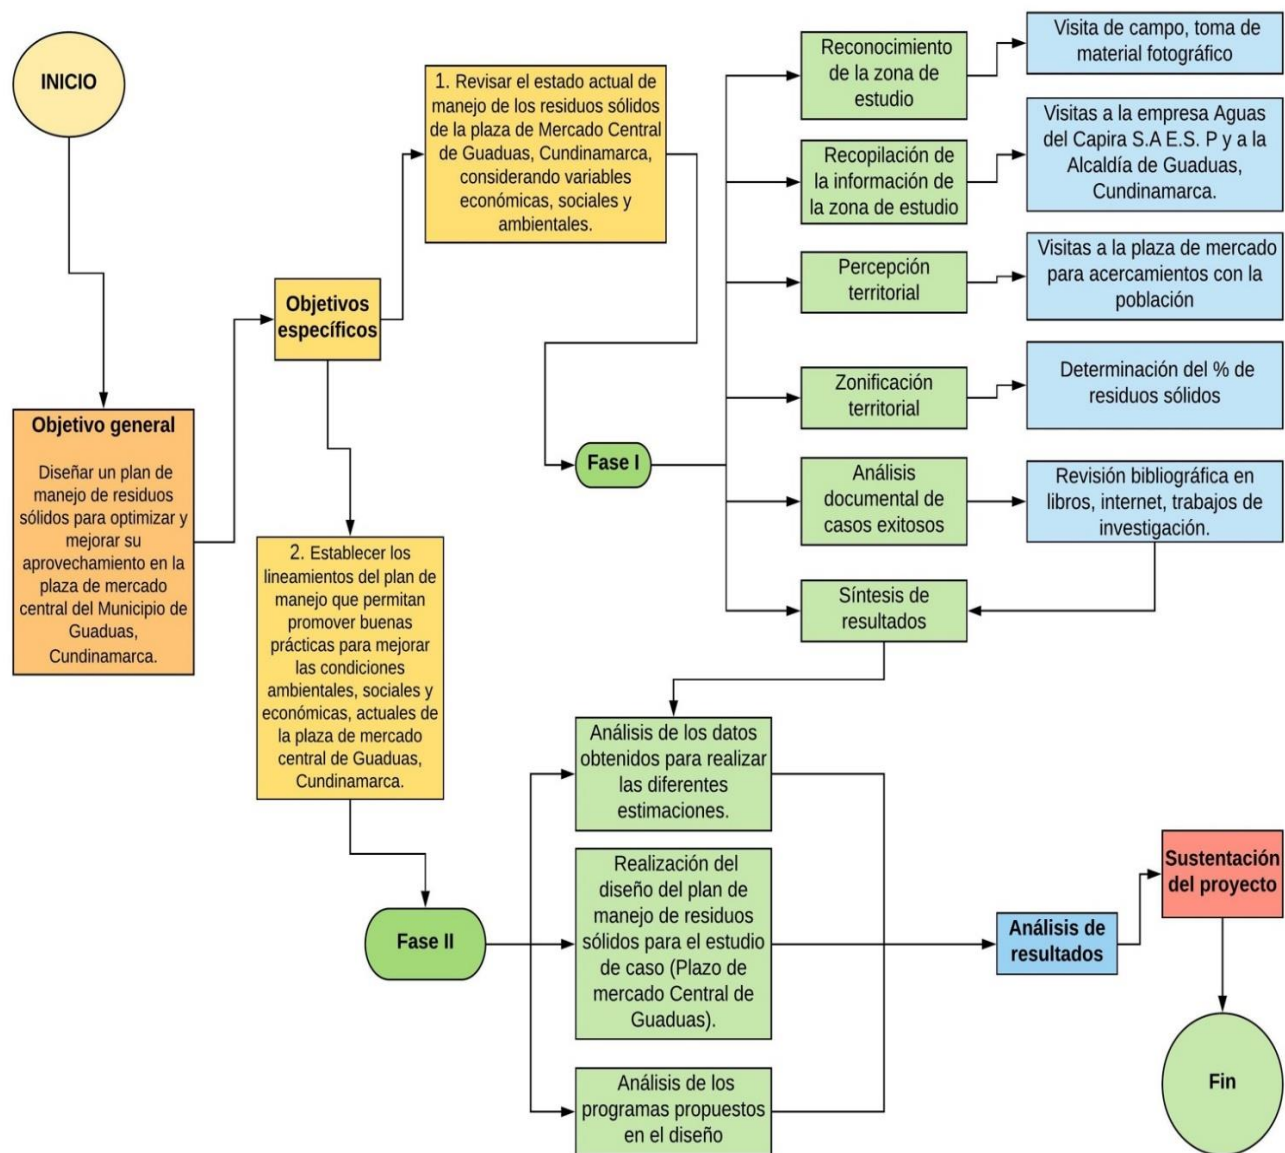 INICIO
Objetivo general
Diseñar un plan de
manejo de residuos
sólidos para optimizar y
mejorar su
aprovechamiento en la
plaza de mercado
central del Municipio de
Guaduas,
Cundinamarca.
Objetivos
específicos
1. Revisar el estado actual de
manejo de los residuos sólidos
de la plaza de Mercado Central
de Guaduas, Cundinamarca,
considerando variables
económicas, sociales y
ambientales.
2. Establecer los
lineamientos del plan de
manejo que permitan
promover buenas
prácticas para mejorar
las condiciones
ambientales, sociales y
económicas, actuales de
la plaza de mercado
central de Guaduas,
Cundinamarca.
Fase I
Reconocimiento
de la zona de
estudio
Visita de campo, toma de
material fotográfico
Recopilación de
la información de
la zona de estudio
Visitas a la empresa Aguas
del Capira S.A E.S. P y a la
Alcaldía de Guaduas,
Cundinamarca.
Percepción
territorial
Visitas a la plaza de mercado
para acercamientos con la
población
Zonificación
territorial
Determinación del % de
residuos sólidos
Análisis
documental de
casos exitosos
Revisión bibliográfica en
libros, internet, trabajos de
investigación.
Síntesis de
resultados
Fase II
Análisis de los datos
obtenidos para realizar
las diferentes
estimaciones.
Realización del
diseño del plan de
manejo de residuos
sólidos para el estudio
de caso (Plazo de
mercado Central de
Guaduas).
Análisis de los
programas propuestos
en el diseño
Análisis de
resultados
Sustentación
del proyecto
Fin